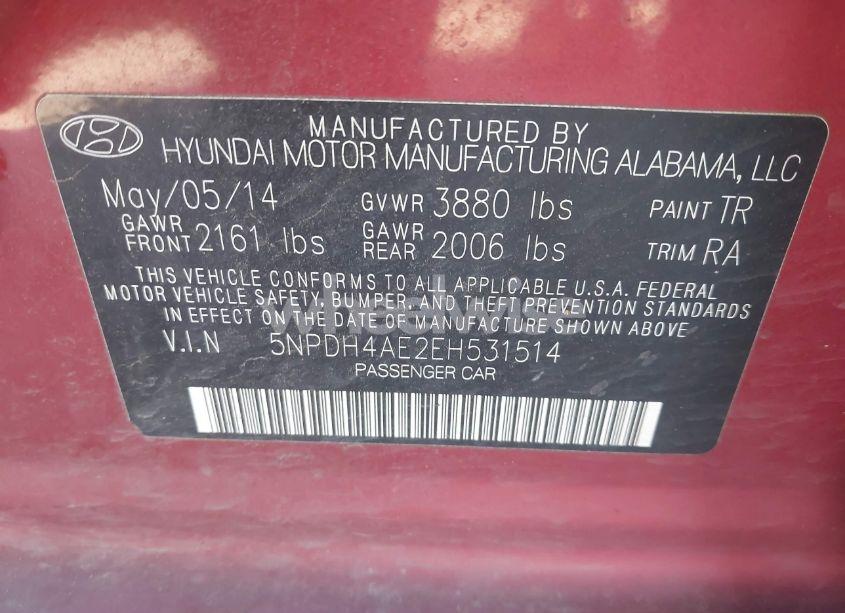 MANUFACTURED BY
HYUNDAI MOTOR MANUFACTURING ALABAMA, LLC
May/05/14 GVWR 3880 lbs PAINT TR
GAWR FRONT 2161 lbs GAWR REAR 2006 lbs TRIM RA
THIS VEHICLE CONFORMS TO ALL APPLICABLE U.S.A. FEDERAL
MOTOR VEHICLE SAFETY, BUMPER, AND THEFT PREVENTION STANDARDS
IN EFFECT ON THE DATE OF MANUFACTURE SHOWN ABOVE
V.I.N 5NPDH4AE2EH531514
PASSENGER CAR